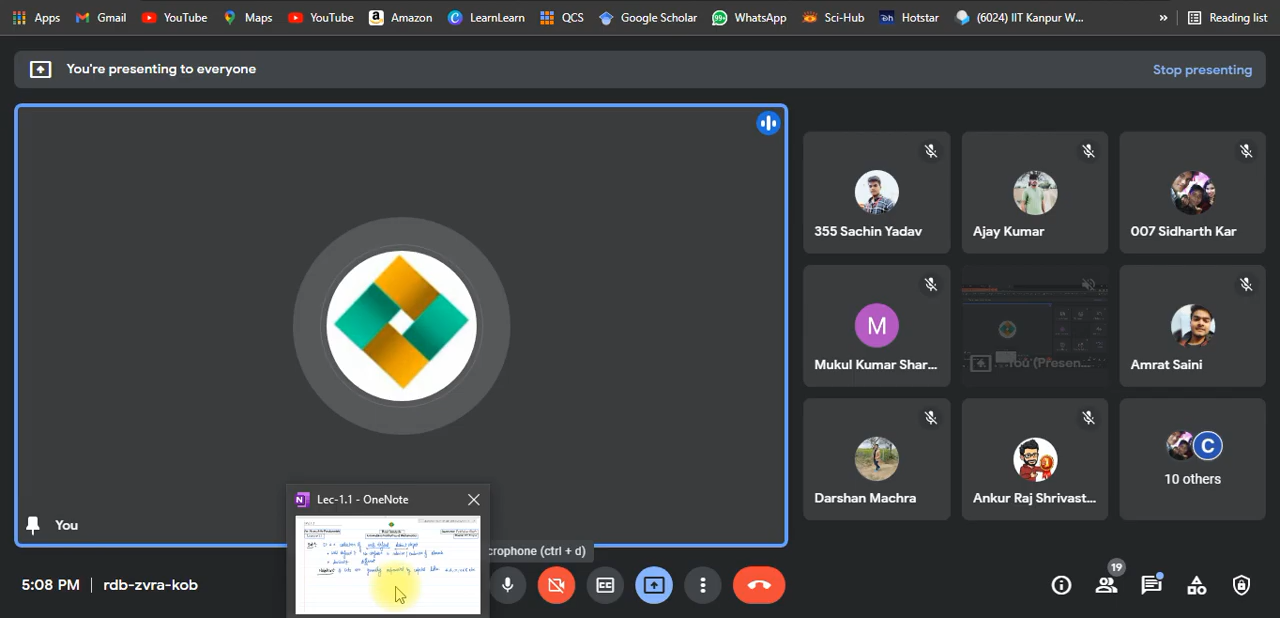 Apps Gmail YouTube Maps YouTube Amazon LearnLearn QCS Google Scholar WhatsApp Sci-Hub Hotstar (6024) IIT Kanpur W... » Reading list
You're presenting to everyone Stop presenting
355 Sachin Yadav Ajay Kumar 007 Sidharth Kar
M
Mukul Kumar Shar... You (Presen... Amrat Saini
C
Darshan Machra Ankur Raj Shrivast... 10 others
Lec-1.1 - OneNote
You
crophone (ctrl + d)
5:08 PM | rdb-zvra-kob
19